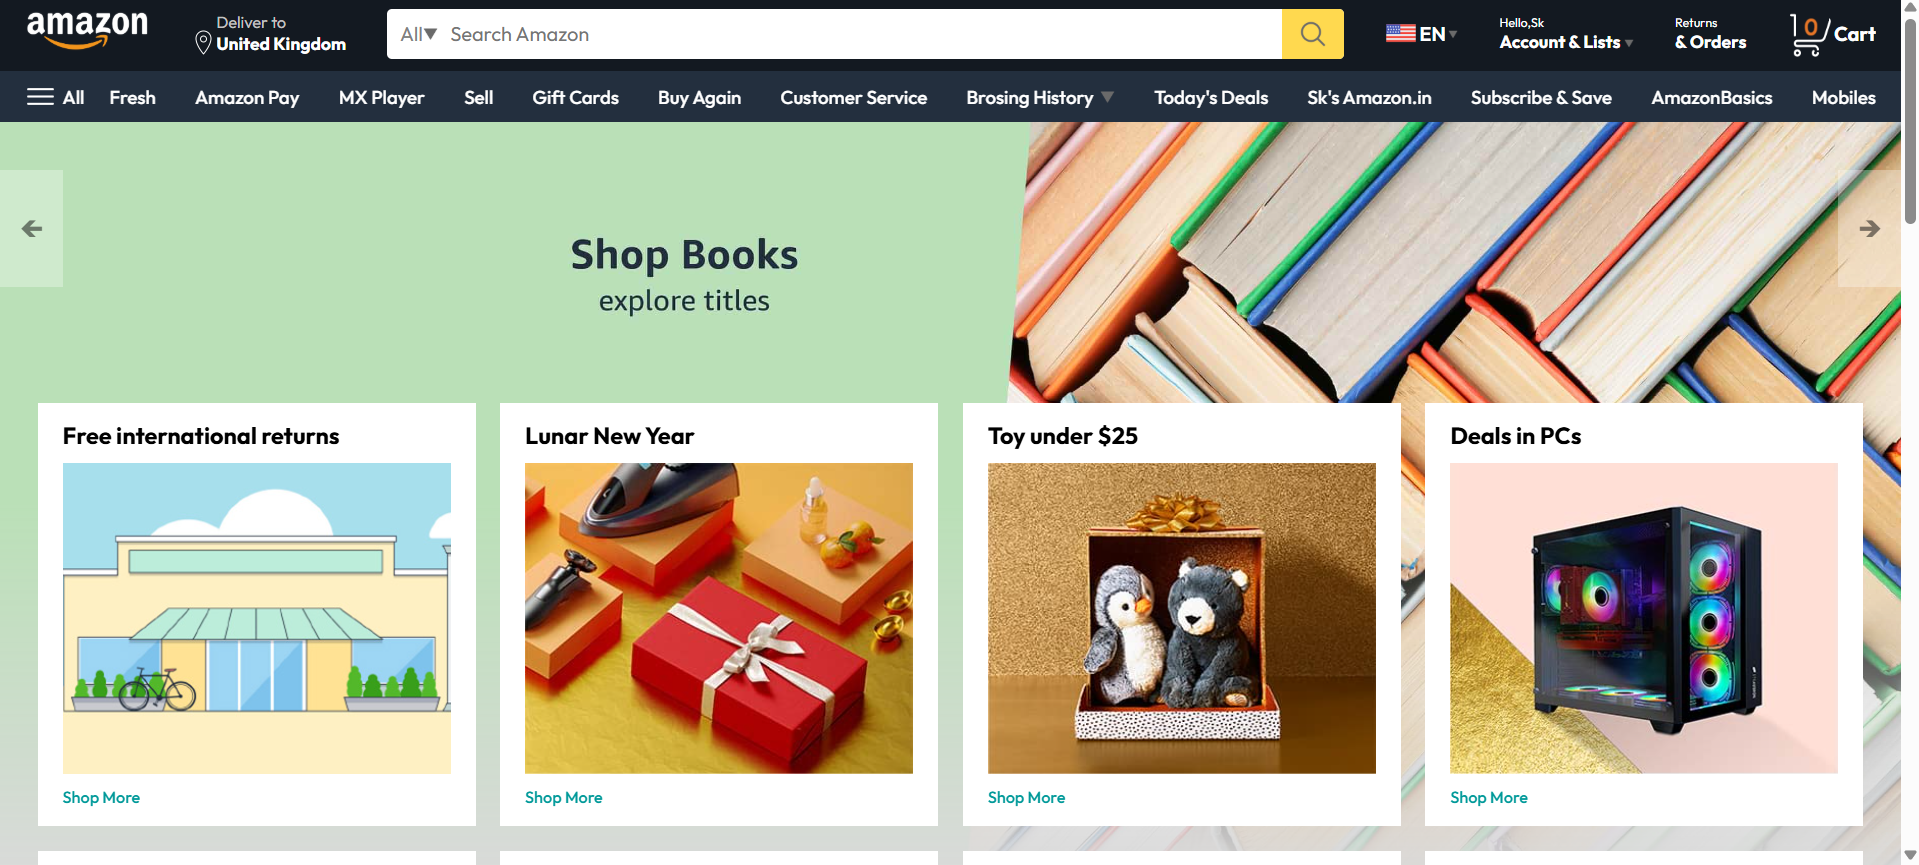 amazon
Deliver to
United Kingdom
All▼ Search Amazon
EN▾
Hello,Sk
Account & Lists ▾
Returns
& Orders
0 Cart
All Fresh Amazon Pay MX Player Sell Gift Cards Buy Again Customer Service Brosing History ▼ Today's Deals Sk's Amazon.in Subscribe & Save AmazonBasics Mobiles
Shop Books
explore titles
Free international returns
Lunar New Year
Toy under $25
Deals in PCs
Shop More
Shop More
Shop More
Shop More